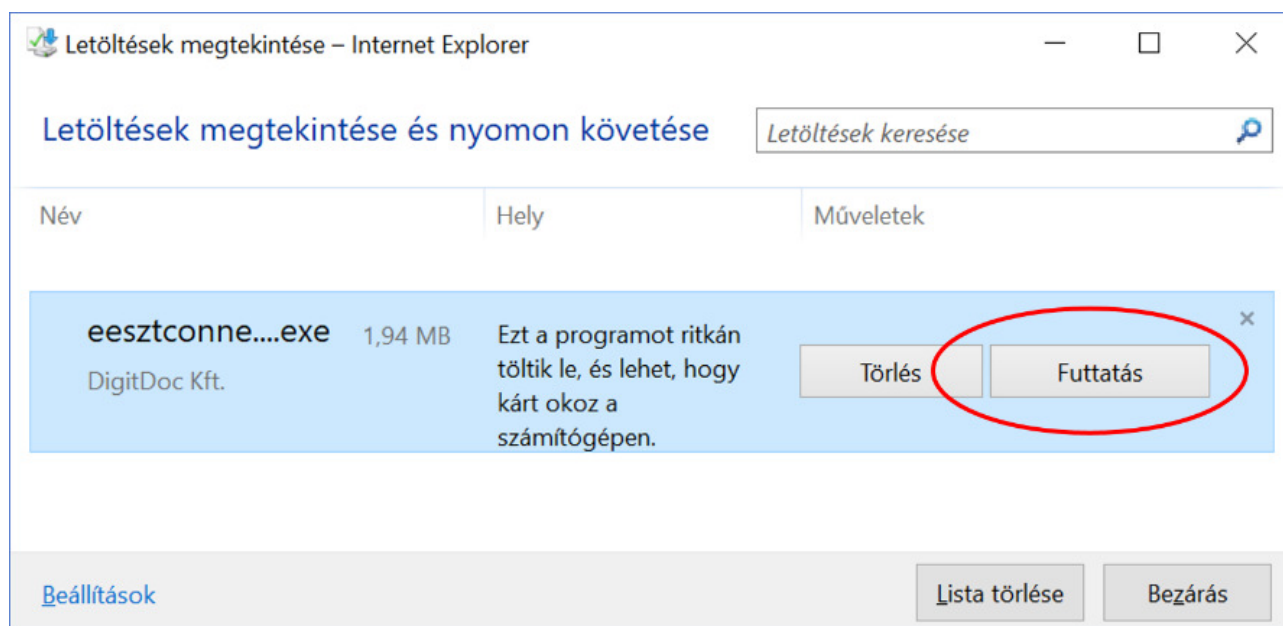 Letöltések megtekintése – Internet Explorer
Letöltések megtekintése és nyomon követése
Letöltések keresése
Név Hely Műveletek
eesztconne....exe 1,94 MB
DigitDoc Kft.
Ezt a programot ritkán
töltik le, és lehet, hogy
kárt okoz a
számítógépen.
Törlés Futtatás
Beállítások Lista törlése Bezárás